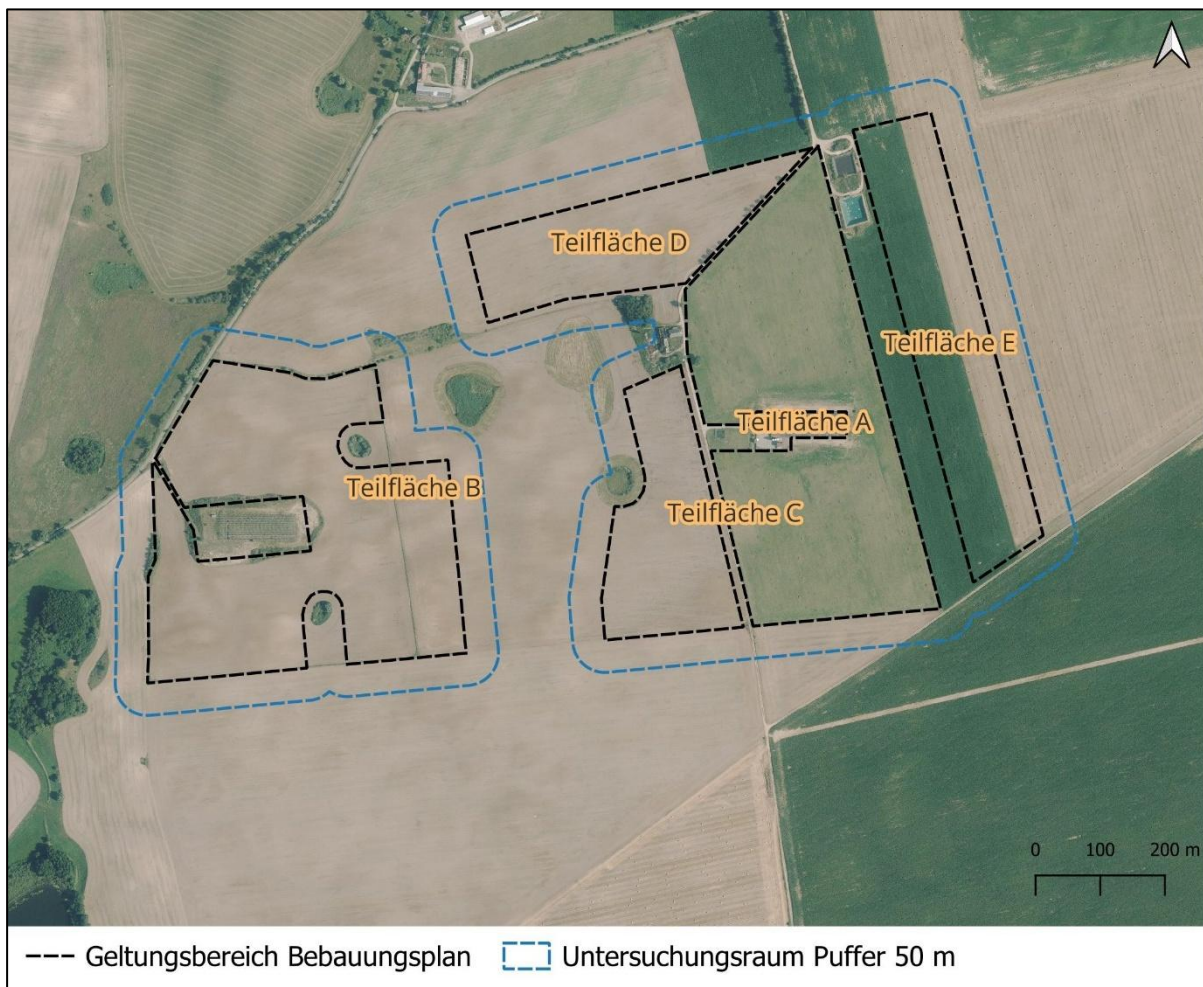 Teilfläche D
Teilfläche E
Teilfläche A
Teilfläche B
Teilfläche C
0 100 200 m
Geltungsbereich Bebauungsplan Untersuchungsraum Puffer 50 m